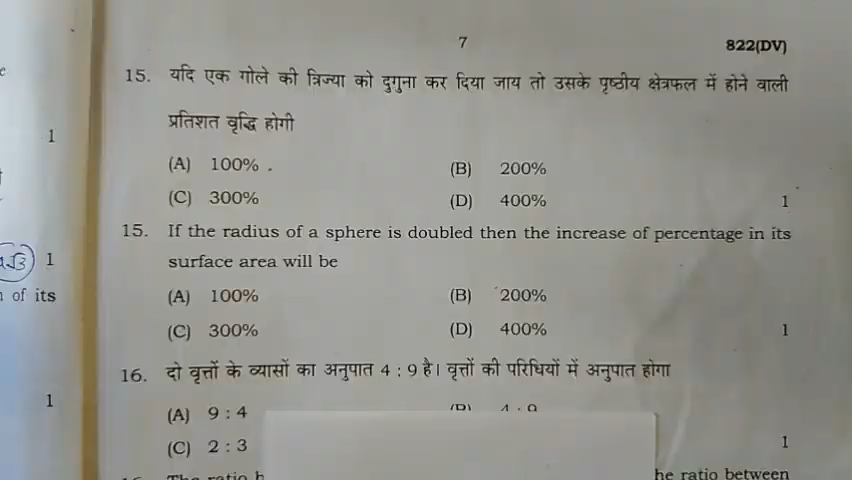 7
822(DV)
15. यदि एक गोले की त्रिज्या को दुगुना कर दिया जाय तो उसके पृष्ठीय क्षेत्रफल में होने वाली
1
प्रतिशत वृद्धि होगी
(A) 100% . (B) 200%
(C) 300% (D) 400% 1
15. If the radius of a sphere is doubled then the increase of percentage in its
1
surface area will be
of its
(A) 100% (B) 200%
(C) 300% (D) 400% 1
16. दो वृत्तों के व्यासों का अनुपात 4 : 9 है। वृत्तों की परिधियों में अनुपात होगा
1
(A) 9 : 4
(C) 2 : 3 1
The ratio
he ratio between